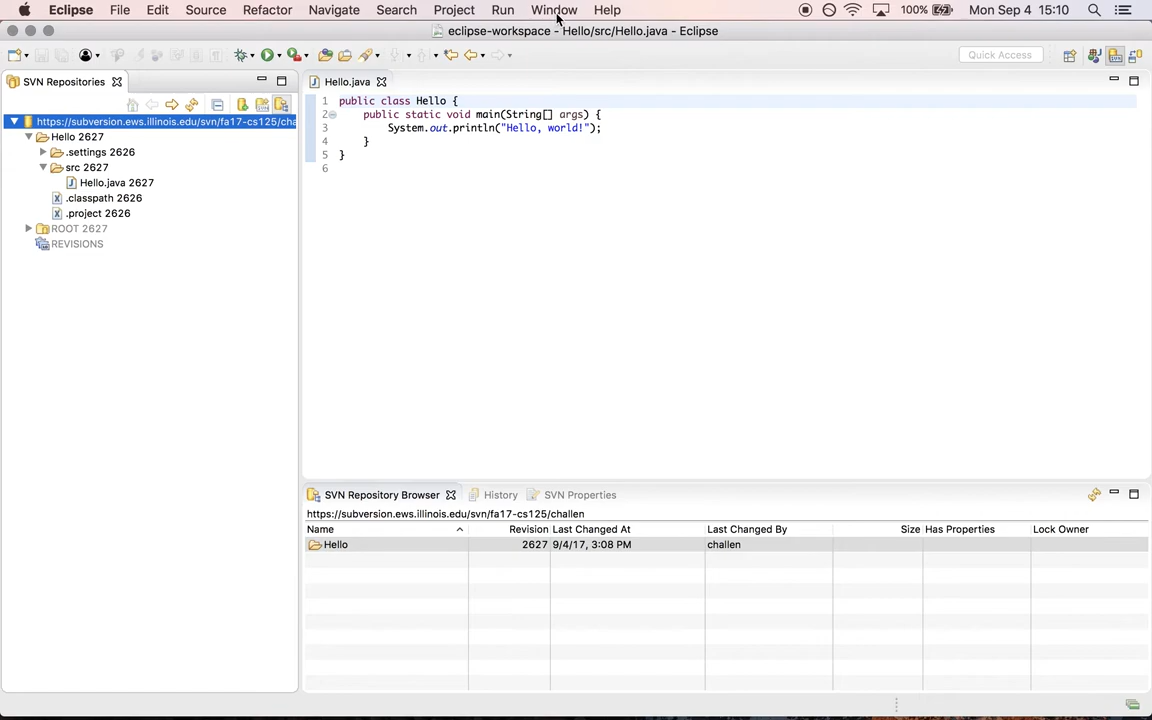 Eclipse File Edit Source Refactor Navigate Search Project Run Window Help 100% Mon Sep 4 15:10
eclipse-workspace - Hello/src/Hello.java - Eclipse
Quick Access
SVN Repositories
https://subversion.ews.illinois.edu/svn/fa17-cs125/cha
Hello 2627
.settings 2626
src 2627
Hello.java 2627
.classpath 2626
.project 2626
ROOT 2627
REVISIONS
Hello.java
1 public class Hello {
2 public static void main(String[] args) {
3 System.out.println("Hello, world!");
4 }
5 }
6
SVN Repository Browser History SVN Properties
https://subversion.ews.illinois.edu/svn/fa17-cs125/challen
Name Revision Last Changed At Last Changed By Size Has Properties Lock Owner
Hello 2627 9/4/17, 3:08 PM challen